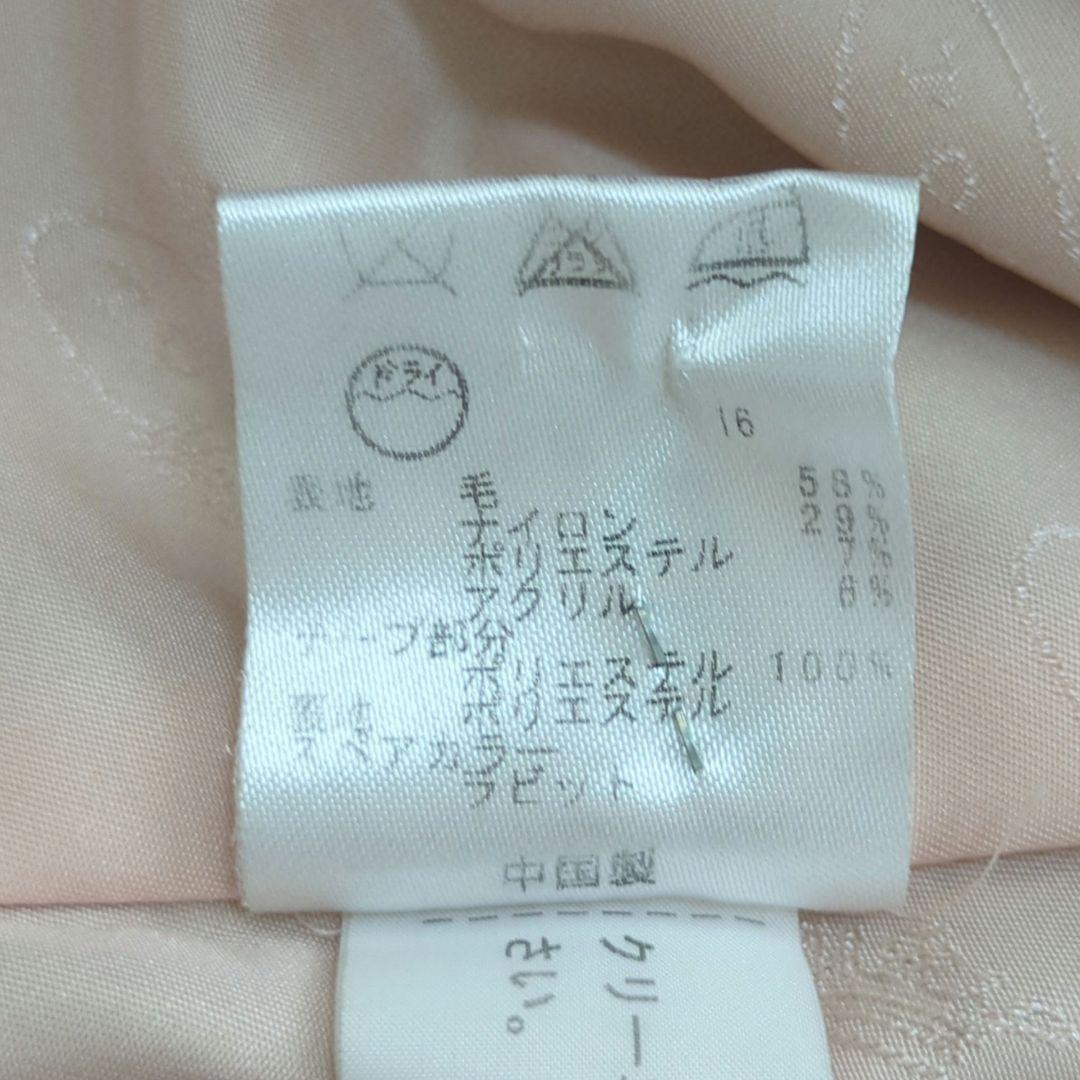 ドライ
16
表地 毛 58%
ナイロン 29%
ポリエステル 7%
アクリル 6%
テープ部分
ポリエステル 100%
裏地 ポリエステル
スペアカラー
ラビット
中国製
クリー
さい。